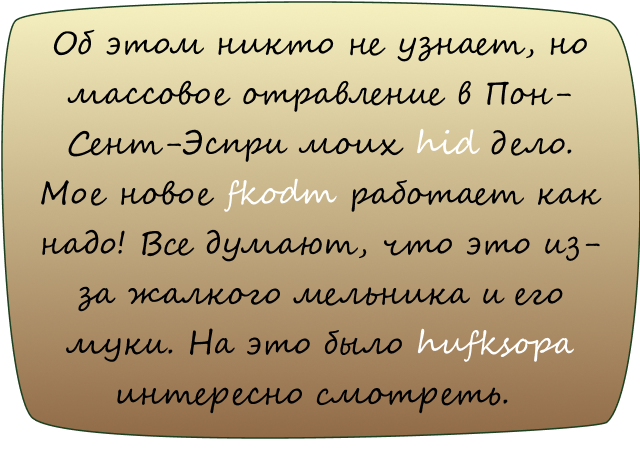 Об этом никто не узнает, но
массовое отравление в Пон-
Сент-Эспри моих hid дело.
Мое новое fkodm работает как
надо! Все думают, что это из-
за жалкого мельника и его
муки. На это было hufksopa
интересно смотреть.